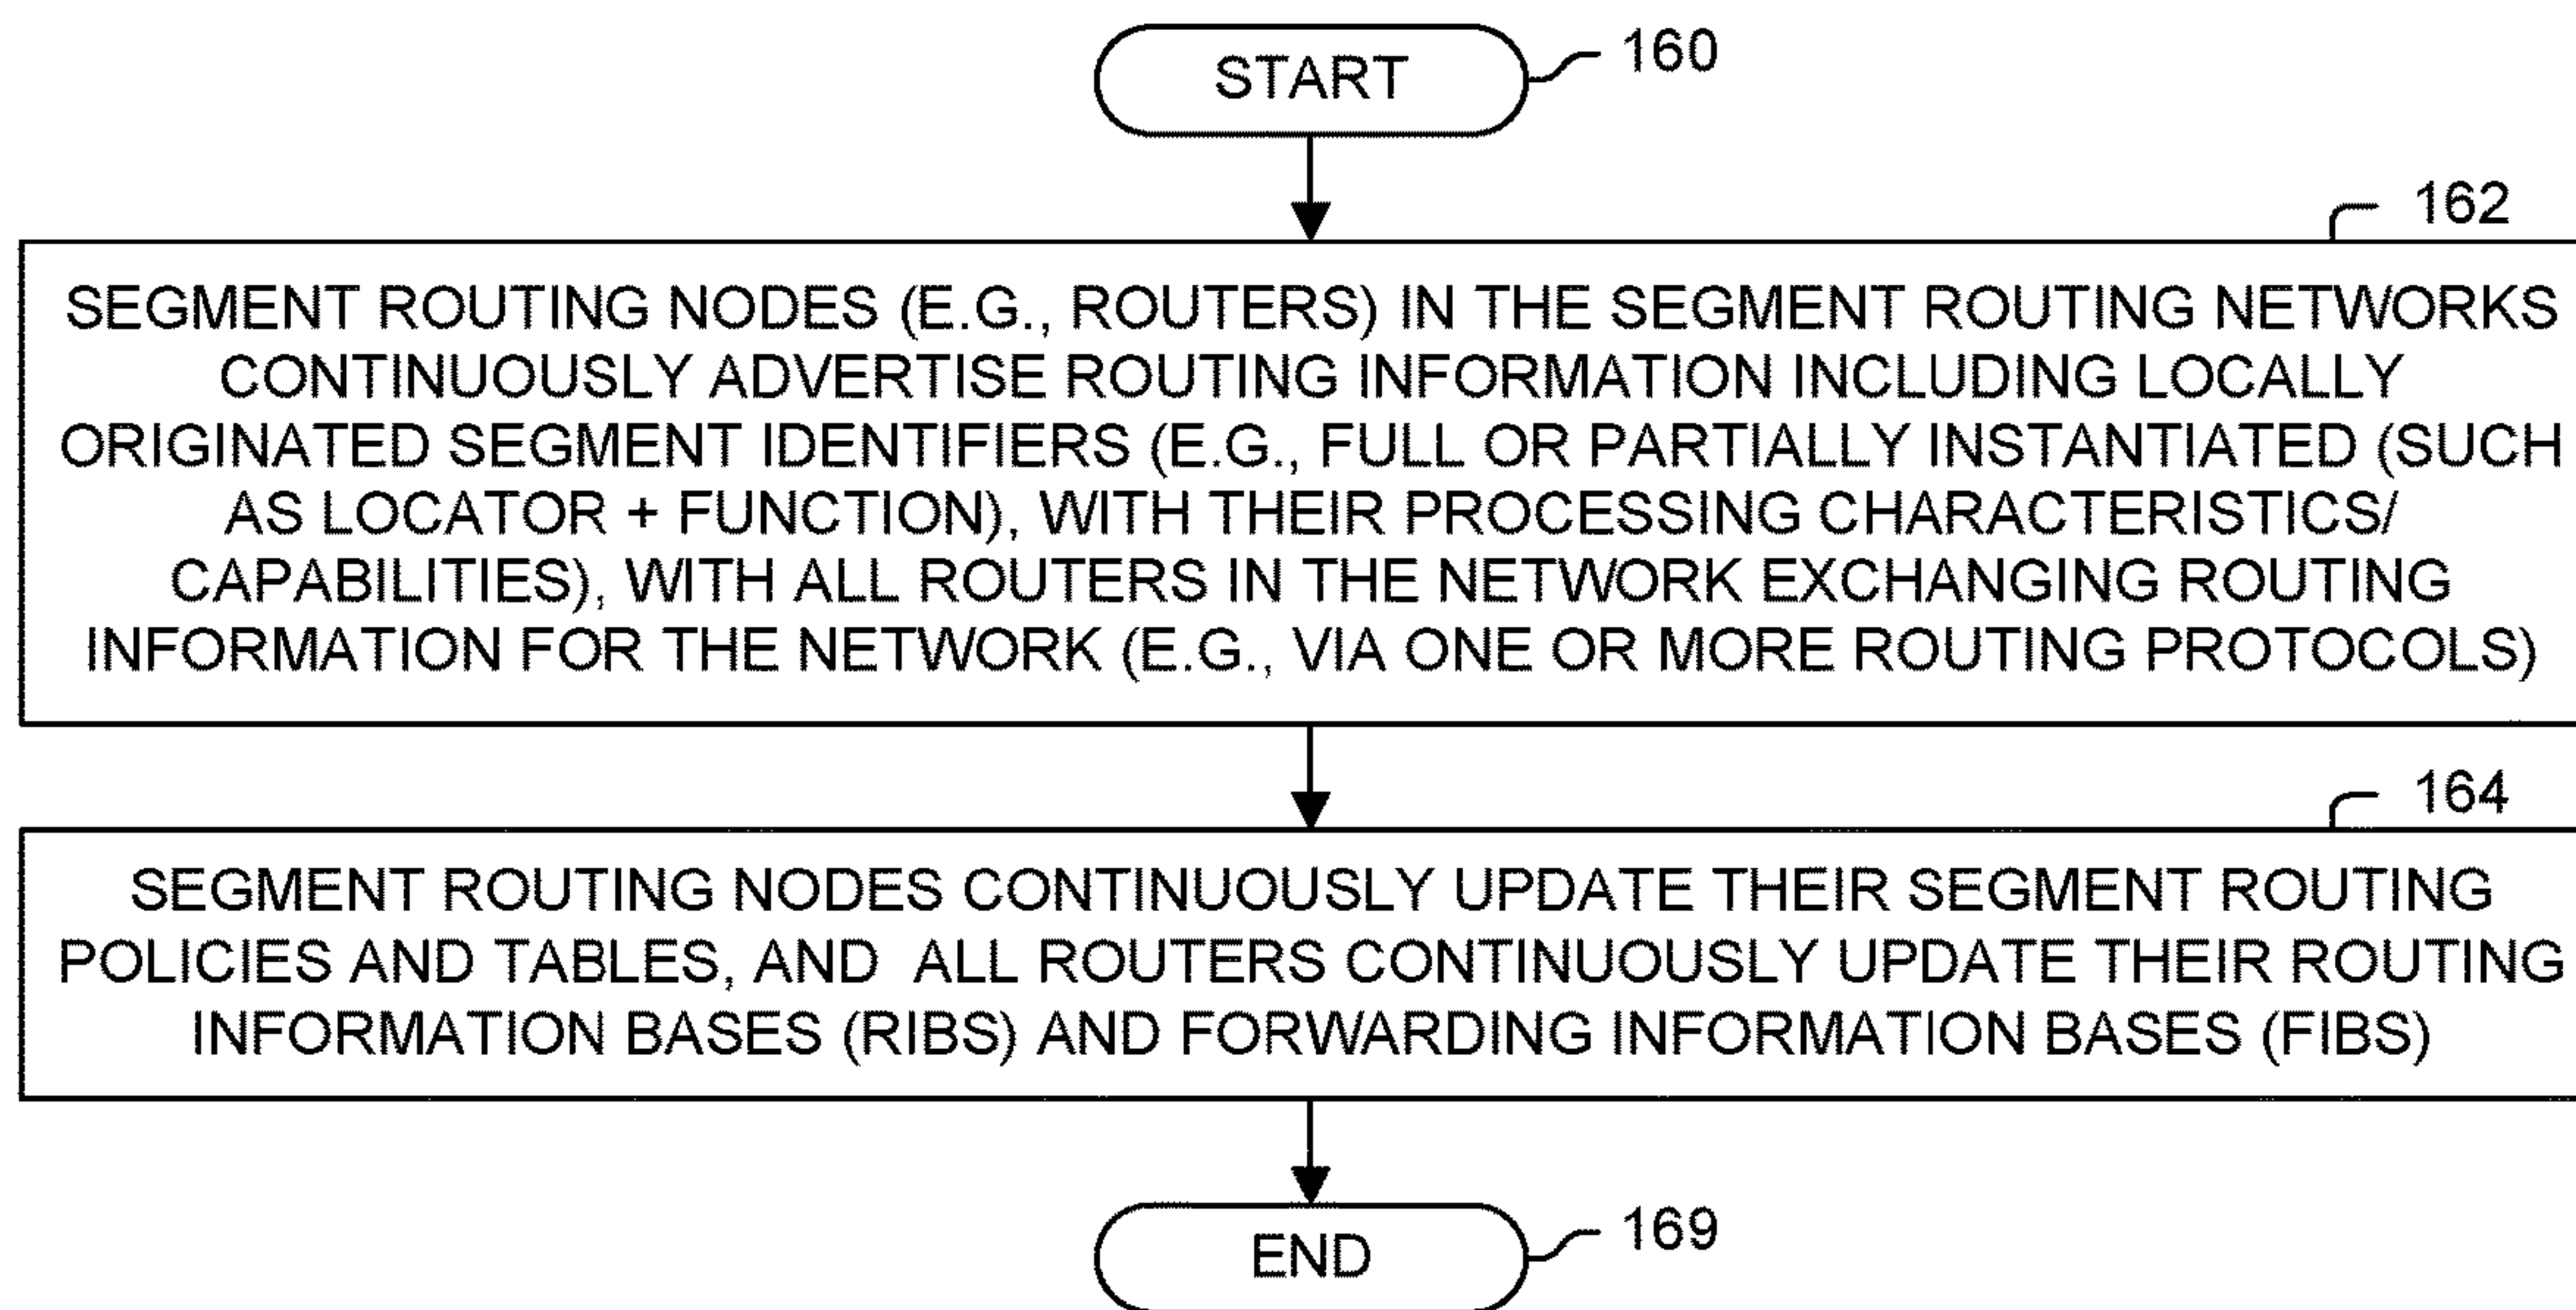 START
160
162
SEGMENT ROUTING NODES (E.G., ROUTERS) IN THE SEGMENT ROUTING NETWORKS
CONTINUOUSLY ADVERTISE ROUTING INFORMATION INCLUDING LOCALLY
ORIGINATED SEGMENT IDENTIFIERS (E.G., FULL OR PARTIALLY INSTANTIATED (SUCH
AS LOCATOR + FUNCTION), WITH THEIR PROCESSING CHARACTERISTICS/
CAPABILITIES), WITH ALL ROUTERS IN THE NETWORK EXCHANGING ROUTING
INFORMATION FOR THE NETWORK (E.G., VIA ONE OR MORE ROUTING PROTOCOLS)
164
SEGMENT ROUTING NODES CONTINUOUSLY UPDATE THEIR SEGMENT ROUTING
POLICIES AND TABLES, AND ALL ROUTERS CONTINUOUSLY UPDATE THEIR ROUTING
INFORMATION BASES (RIBS) AND FORWARDING INFORMATION BASES (FIBS)
END
169